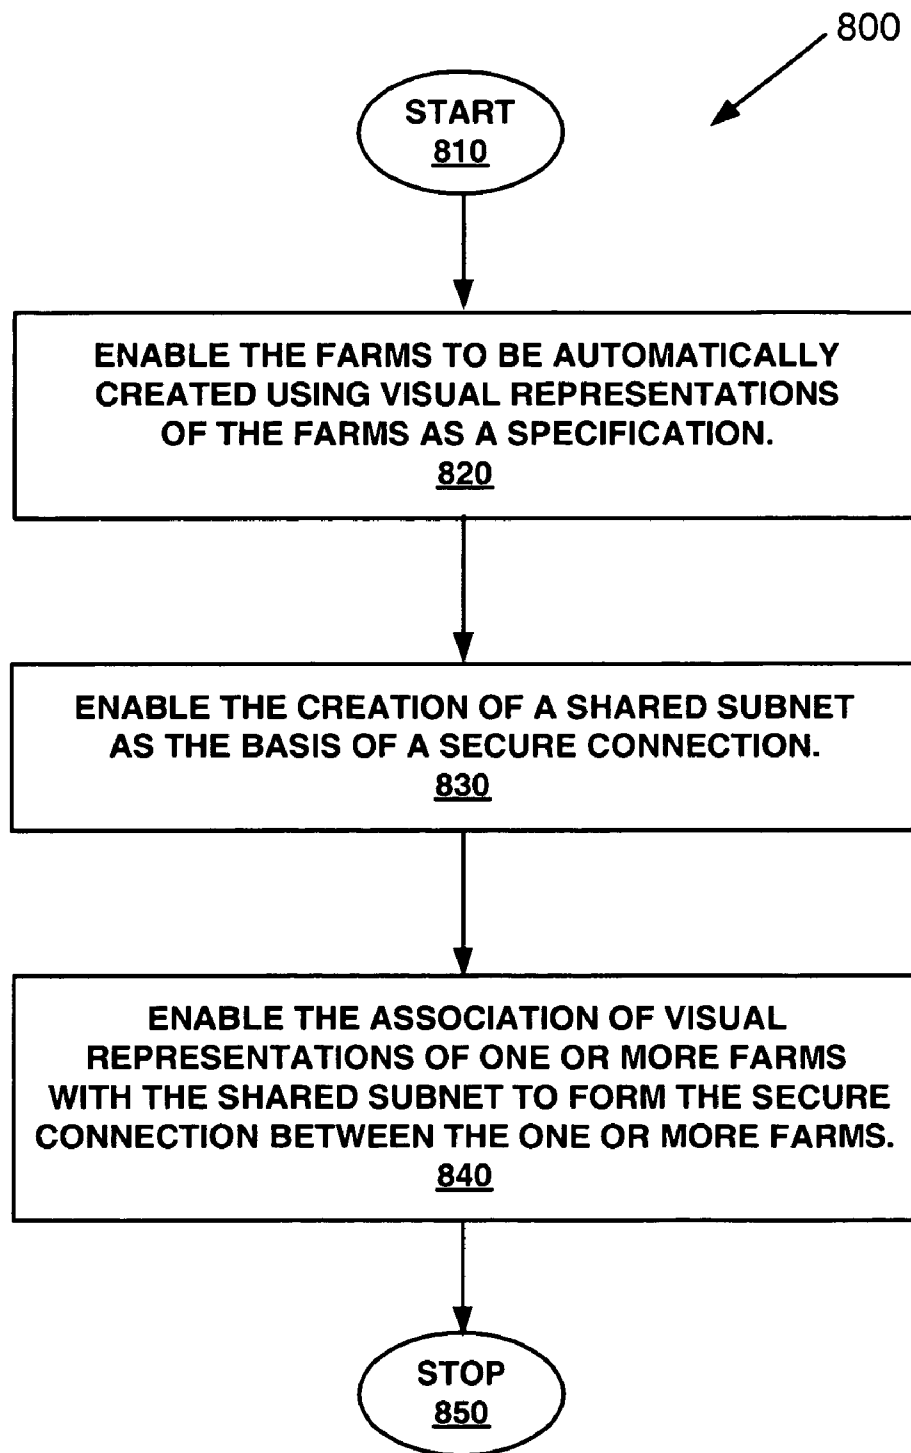 800
START
810
ENABLE THE FARMS TO BE AUTOMATICALLY
CREATED USING VISUAL REPRESENTATIONS
OF THE FARMS AS A SPECIFICATION.
820
ENABLE THE CREATION OF A SHARED SUBNET
AS THE BASIS OF A SECURE CONNECTION.
830
ENABLE THE ASSOCIATION OF VISUAL
REPRESENTATIONS OF ONE OR MORE FARMS
WITH THE SHARED SUBNET TO FORM THE SECURE
CONNECTION BETWEEN THE ONE OR MORE FARMS.
840
STOP
850